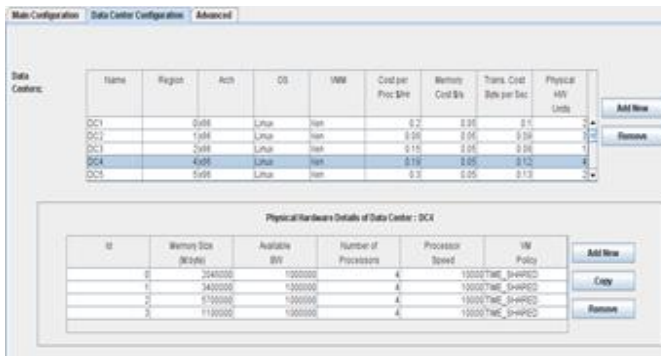 Main Configuration Data Center Configuration Advanced
Data Centers:
Name Region Arch OS VMM Cost per Proc $/Hr Memory Cost $/s Trans. Cost Byte per Sec Physical HW Units
Add New
DC1 0 x86 Linux Xen 0.2 0.05 0.1 2
Remove
DC2 1 x86 Linux Xen 0.05
DC3 2 x86 Linux Xen 0.15 0.05 1
DC4 4 x86 Linux Xen 0.19 0.05 0.12 4
DC5 5 x86 Linux Xen 0.3 0.05 0.13 2
Physical Hardware Details of Data Center : DC4
Id Memory Size (Mbyte) Available BW Number of Processors Processor Speed VM Policy
Add New
0 2048000 1000000 4 10000 TIME_SHARED
Copy
1 3400000 1000000 4 10000 TIME_SHARED
2 5700000 1000000 4 10000 TIME_SHARED
Remove
3 1100000 1000000 4 10000 TIME_SHARED